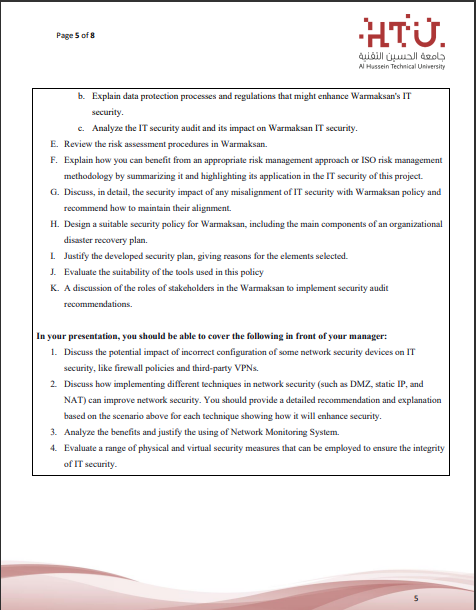 Page 5 of 8
HTU
جامعة الحسين التقنية
Al Hussein Technical University
b. Explain data protection processes and regulations that might enhance Warmaksan's IT
security.
c. Analyze the IT security audit and its impact on Warmaksan IT security.
E. Review the risk assessment procedures in Warmaksan.
F. Explain how you can benefit from an appropriate risk management approach or ISO risk management
methodology by summarizing it and highlighting its application in the IT security of this project.
G. Discuss, in detail, the security impact of any misalignment of IT security with Warmaksan policy and
recommend how to maintain their alignment.
H. Design a suitable security policy for Warmaksan, including the main components of an organizational
disaster recovery plan.
I. Justify the developed security plan, giving reasons for the elements selected.
J. Evaluate the suitability of the tools used in this policy
K. A discussion of the roles of stakeholders in the Warmaksan to implement security audit
recommendations.
In your presentation, you should be able to cover the following in front of your manager:
1. Discuss the potential impact of incorrect configuration of some network security devices on IT
security, like firewall policies and third-party VPNs.
2. Discuss how implementing different techniques in network security (such as DMZ, static IP, and
NAT) can improve network security. You should provide a detailed recommendation and explanation
based on the scenario above for each technique showing how it will enhance security.
3. Analyze the benefits and justify the using of Network Monitoring System.
4. Evaluate a range of physical and virtual security measures that can be employed to ensure the integrity
of IT security.
5